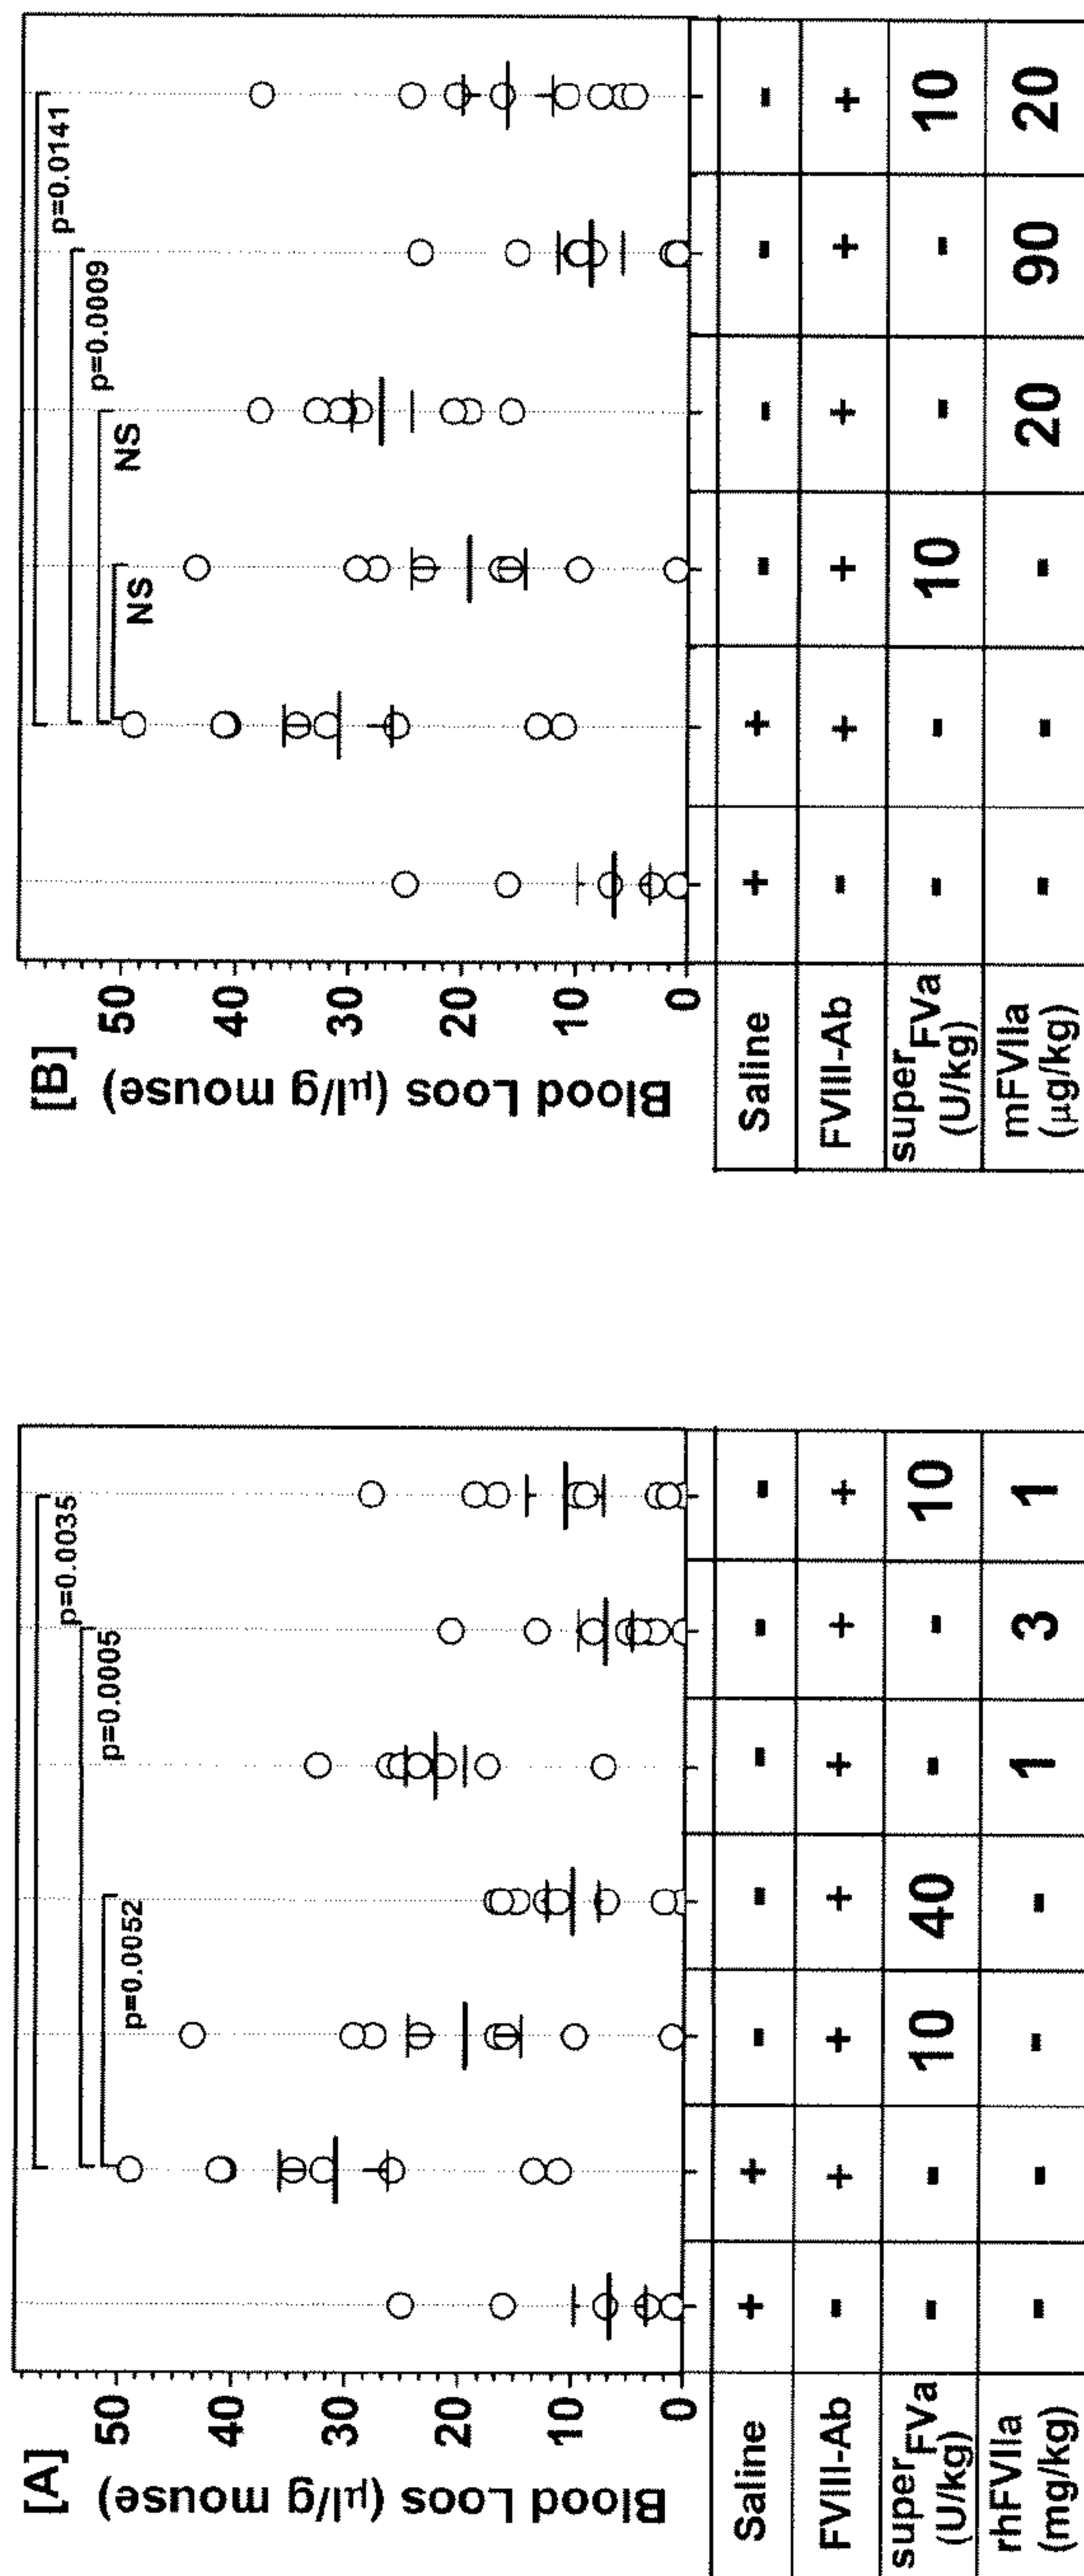 [A]
p=0.0035
p=0.0005
p=0.0052
Blood Loos (μl/g mouse)
50
40
30
20
10
0
Saline + + - - - - -
FVIII-Ab - + + + + + +
superFVa (U/kg) - - 10 40 - - 10
rhFVIIa (mg/kg) - - - - 1 3 1
[B]
p=0.0141
p=0.0009
NS
NS
Blood Loos (μl/g mouse)
50
40
30
20
10
0
Saline + + - - - -
FVIII-Ab - + + + + +
superFVa (U/kg) - - 10 - - 10
mFVIIa (μg/kg) - - - 20 90 20